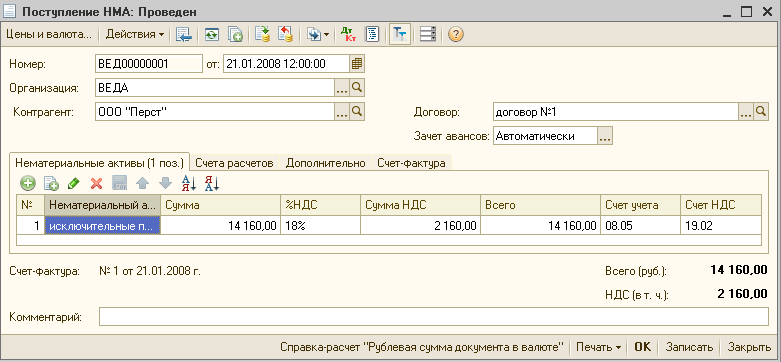 Поступление НМА: Проведен
Цены и валюта... Действия Дт Кт
Номер: ВЕД00000001 от: 21.01.2008 12:00:00
Организация: ВЕДА ...
Контрагент: ООО "Перст" ... Договор: договор №1 ...
Зачет авансов: Автоматически ...
Нематериальные активы (1 поз.) Счета расчетов Дополнительно Счет-фактура
№ Нематериальный а... Сумма %НДС Сумма НДС Всего Счет учета Счет НДС
1 исключительные п... 14 160,00 18% 2 160,00 14 160,00 08.05 19.02
Счет-фактура: № 1 от 21.01.2008 г. Всего (руб.): 14 160,00
НДС (в т. ч.): 2 160,00
Комментарий:
Справка-расчет "Рублевая сумма документа в валюте" Печать OK Записать Закрыть